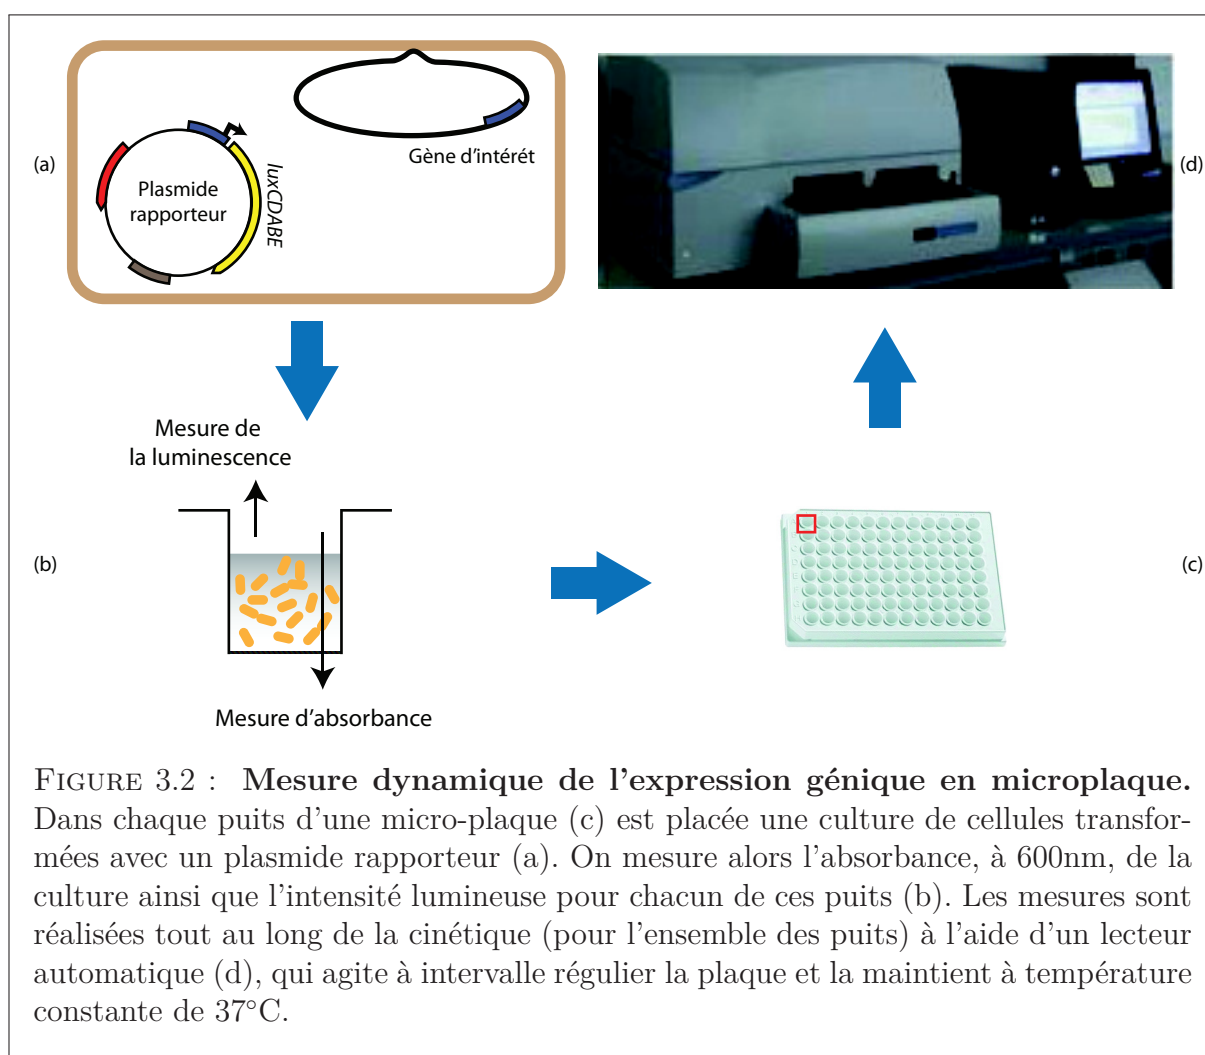 (a)
Plasmide
rapporteur
luxCDABE
Gène d’intérét
(d)
Mesure de
la luminescence
(b)
Mesure d’absorbance
(c)
FIGURE 3.2 : Mesure dynamique de l’expression génique en microplaque.
Dans chaque puits d’une micro-plaque (c) est placée une culture de cellules transfor-
mées avec un plasmide rapporteur (a). On mesure alors l’absorbance, à 600nm, de la
culture ainsi que l’intensité lumineuse pour chacun de ces puits (b). Les mesures sont
réalisées tout au long de la cinétique (pour l’ensemble des puits) à l’aide d’un lecteur
automatique (d), qui agite à intervalle régulier la plaque et la maintient à température
constante de 37°C.